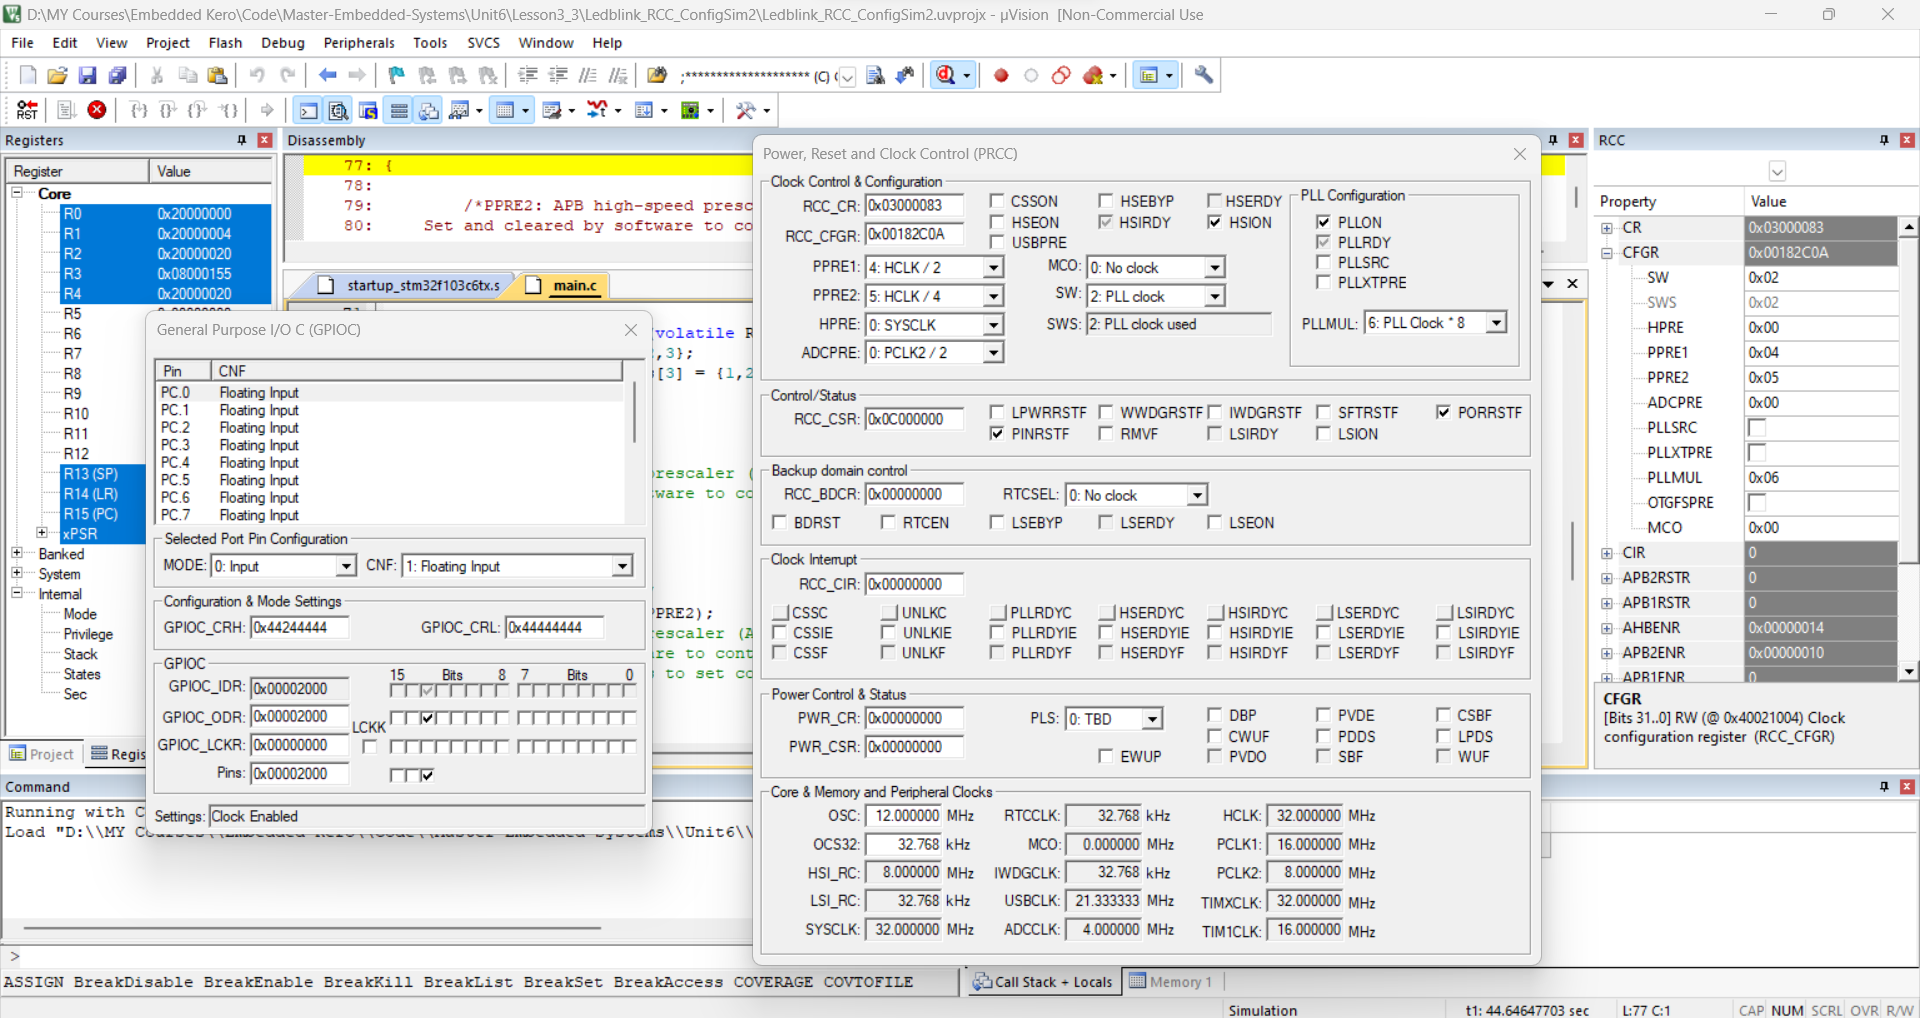 D:\MY Courses\Embedded Kero\Code\Master-Embedded-Systems\Unit6\Lesson3_3\Ledblink_RCC_ConfigSim2\Ledblink_RCC_ConfigSim2.uvprojx - µVision [Non-Commercial Use
File Edit View Project Flash Debug Peripherals Tools SVCS Window Help
;******************** (C) (
RST
Registers
Register Value
Core
R0 0x20000000
R1 0x20000004
R2 0x20000020
R3 0x08000155
R4 0x20000020
R5
R6
R7
R8
R9
R10
R11
R12
R13 (SP)
R14 (LR)
R15 (PC)
xPSR
Banked
System
Internal
Mode
Privilege
Stack
States
Sec
Project Regis
Disassembly
77: {
78:
79: /*PPRE2: APB high-speed presc
80: Set and cleared by software to co
startup_stm32f103c6tx.s main.c
volatile R
,3};
[3] = {1,2
rescaler (
ware to co
PPRE2);
rescaler (A
re to cont
to set co
General Purpose I/O C (GPIOC)
Pin CNF
PC.0 Floating Input
PC.1 Floating Input
PC.2 Floating Input
PC.3 Floating Input
PC.4 Floating Input
PC.5 Floating Input
PC.6 Floating Input
PC.7 Floating Input
Selected Port Pin Configuration
MODE: 0: Input CNF: 1: Floating Input
Configuration & Mode Settings
GPIOC_CRH: 0x44244444 GPIOC_CRL: 0x44444444
GPIOC
15 Bits 8 7 Bits 0
GPIOC_IDR: 0x00002000
GPIOC_ODR: 0x00002000
LCKK
GPIOC_LCKR: 0x00000000
Pins: 0x00002000
Settings: Clock Enabled
Power, Reset and Clock Control (PRCC)
Clock Control & Configuration
RCC_CR: 0x03000083 CSSON HSEBYP HSERDY
HSEON HSIRDY HSION
RCC_CFGR: 0x00182C0A USBPRE
PPRE1: 4: HCLK / 2 MCO: 0: No clock
PPRE2: 5: HCLK / 4 SW: 2: PLL clock
HPRE: 0: SYSCLK SWS: 2: PLL clock used
ADCPRE: 0: PCLK2 / 2
PLL Configuration
PLLON
PLLRDY
PLLSRC
PLLXTPRE
PLLMUL: 6: PLL Clock * 8
Control/Status
RCC_CSR: 0x0C000000 LPWRRSTF WWDGRSTF IWDGRSTF SFTRSTF PORRSTF
PINRSTF RMVF LSIRDY LSION
Backup domain control
RCC_BDCR: 0x00000000 RTCSEL: 0: No clock
BDRST RTCEN LSEBYP LSERDY LSEON
Clock Interrupt
RCC_CIR: 0x00000000
CSSC UNLKC PLLRDYC HSERDYC HSIRDYC LSERDYC LSIRDYC
CSSIE UNLKIE PLLRDYIE HSERDYIE HSIRDYIE LSERDYIE LSIRDYIE
CSSF UNLKF PLLRDYF HSERDYF HSIRDYF LSERDYF LSIRDYF
Power Control & Status
PWR_CR: 0x00000000 PLS: 0: TBD DBP PVDE CSBF
CWUF PDDS LPDS
PWR_CSR: 0x00000000 EWUP PVDO SBF WUF
Core & Memory and Peripheral Clocks
OSC: 12.000000 MHz RTCCLK: 32.768 kHz HCLK: 32.000000 MHz
OCS32: 32.768 kHz MCO: 0.000000 MHz PCLK1: 16.000000 MHz
HSI_RC: 8.000000 MHz IWDGCLK: 32.768 kHz PCLK2: 8.000000 MHz
LSI_RC: 32.768 kHz USBCLK: 21.333333 MHz TIMXCLK: 32.000000 MHz
SYSCLK: 32.000000 MHz ADCCLK: 4.000000 MHz TIM1CLK: 16.000000 MHz
RCC
Property Value
CR 0x03000083
CFGR 0x00182C0A
SW 0x02
SWS 0x02
HPRE 0x00
PPRE1 0x04
PPRE2 0x05
ADCPRE 0x00
PLLSRC
PLLXTPRE
PLLMUL 0x06
OTGFSPRE
MCO 0x00
CIR 0
APB2RSTR 0
APB1RSTR 0
AHBENR 0x00000014
APB2ENR 0x00000010
APB1ENR 0
CFGR
[Bits 31..0] RW (@ 0x40021004) Clock
configuration register (RCC_CFGR)
Command
Running with C
Load "D:\\MY Courses\\Embedded Kero\\Code\\Master-Embedded-Systems\\Unit6\\
>
ASSIGN BreakDisable BreakEnable BreakKill BreakList BreakSet BreakAccess COVERAGE COVTOFILE
Call Stack + Locals Memory 1
Simulation t1: 44.64647703 sec L:77 C:1 CAP NUM SCRL OVR R/W